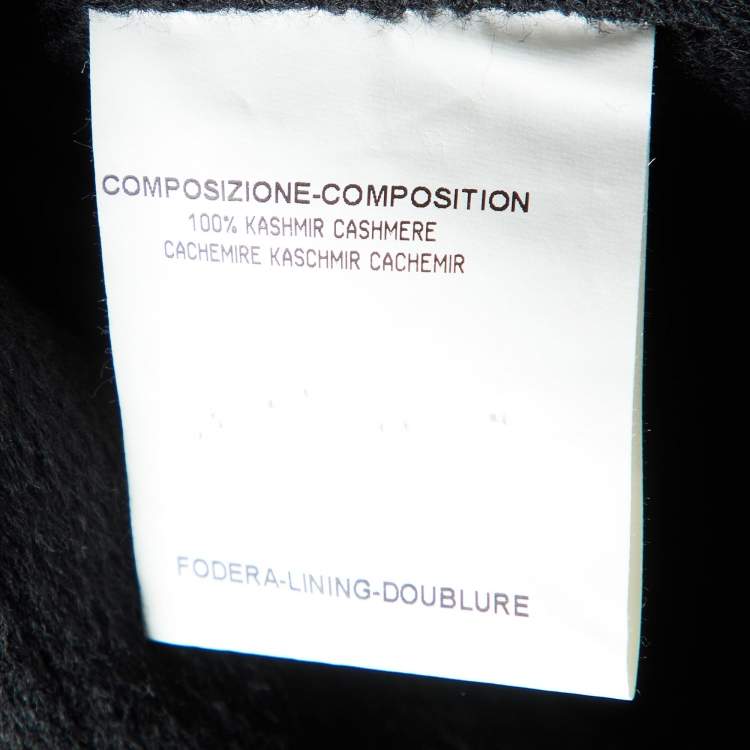 COMPOSIZIONE-COMPOSITION
100% KASHMIR CASHMERE
CACHEMIRE KASCHMIR CACHEMIR
FODERA-LINING-DOUBLURE